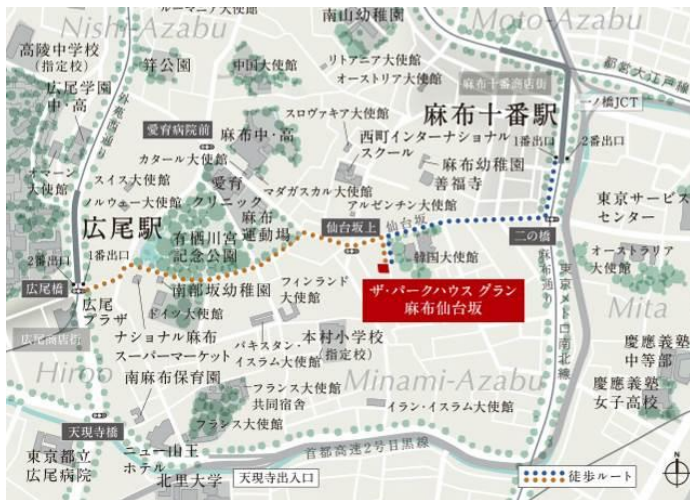 Nishi-Azabu
ルーマニア大使館
南山幼稚園
Moto-Azabu
高陵中学校
(指定校)
笄公園
中国大使館
リトアニア大使館
オーストリア大使館
麻布十番商店街
都営大江戸線
広尾学園
中・高
外苑西通り
愛育病院前
麻布中・高
スロヴァキア大使館
麻布十番駅
一ノ橋JCT
西町インターナショナル
スクール
1番出口
2番出口
オマーン
大使館
カタール大使館
スイス大使館
愛育
クリニック
マダガスカル大使館
麻布幼稚園
善福寺
ノルウェー大使館
アルゼンチン大使館
東京サービス
センター
広尾駅
麻布
運動場
仙台坂上
仙台坂
二の橋
有栖川宮
記念公園
韓国大使館
オーストラリア
大使館
2番出口
1番出口
広尾橋
南部坂幼稚園
フィンランド
大使館
ザ・パークハウス グラン
麻布仙台坂
麻布通り
東京メトロ南北線
Mita
広尾
プラザ
ドイツ大使館
広尾商店街
ナショナル麻布
スーパーマーケット
パキスタン・
イスラム大使館
本村小学校
(指定校)
慶應義塾
中等部
Hiroo
南麻布保育園
Minami-Azabu
慶應義塾
女子高校
フランス大使館
共同宿舎
イラン・イスラム大使館
フランス大使館
天現寺橋
ニュー山王
ホテル
首都高速2号目黒線
東京都立
広尾病院
北里大学
天現寺出入口
徒歩ルート
N